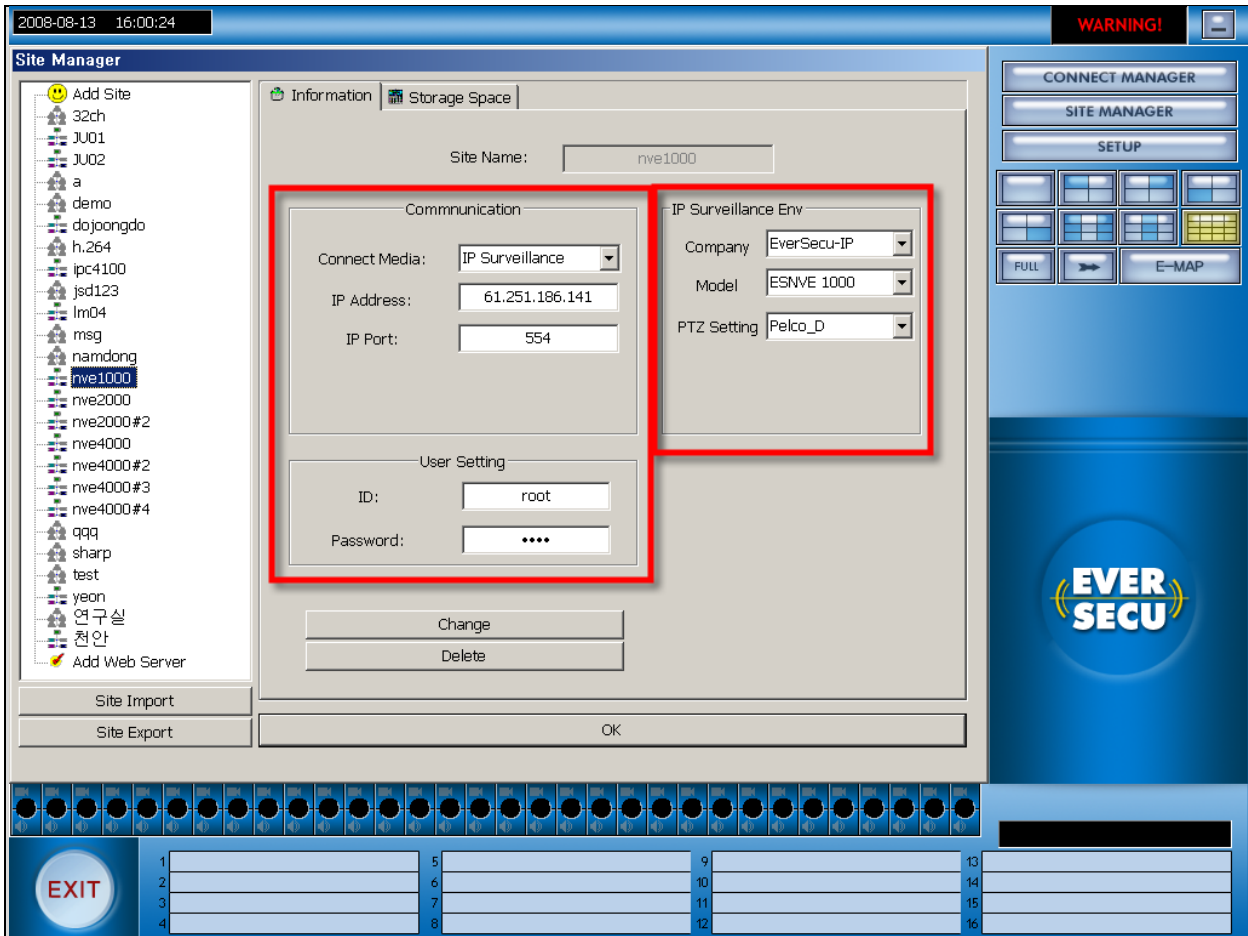 2008-08-13 16:00:24
WARNING!
Site Manager
Add Site
32ch
JU01
JU02
a
demo
dojoongdo
h.264
ipc4100
jsd123
lm04
msg
namdong
nve1000
nve2000
nve2000#2
nve4000
nve4000#2
nve4000#3
nve4000#4
qqq
sharp
test
yeon
연구실
천안
Add Web Server
Site Import
Site Export
Information
Storage Space
Site Name: nve1000
Commnunication
Connect Media: IP Surveillance
IP Address: 61.251.186.141
IP Port: 554
User Setting
ID: root
Password: ••••
IP Surveillance Env
Company EverSecu-IP
Model ESNVE 1000
PTZ Setting Pelco_D
Change
Delete
OK
CONNECT MANAGER
SITE MANAGER
SETUP
FULL
E-MAP
EVER
SECU
EXIT
1
2
3
4
5
6
7
8
9
10
11
12
13
14
15
16